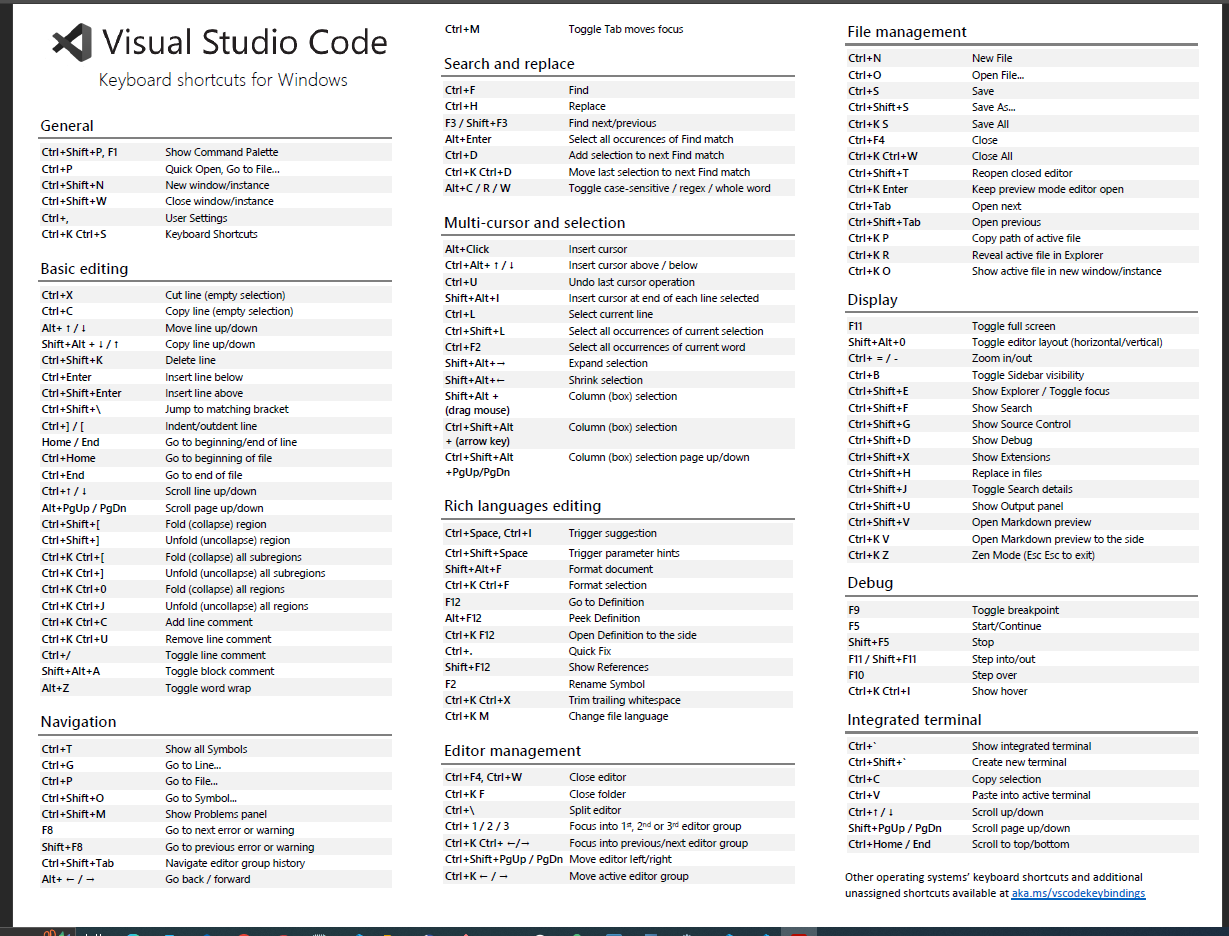 Visual Studio Code
Keyboard shortcuts for Windows
General
Ctrl+Shift+P, F1 Show Command Palette
Ctrl+P Quick Open, Go to File...
Ctrl+Shift+N New window/instance
Ctrl+Shift+W Close window/instance
Ctrl+, User Settings
Ctrl+K Ctrl+S Keyboard Shortcuts
Basic editing
Ctrl+X Cut line (empty selection)
Ctrl+C Copy line (empty selection)
Alt+ ↑ / ↓ Move line up/down
Shift+Alt + ↓ / ↑ Copy line up/down
Ctrl+Shift+K Delete line
Ctrl+Enter Insert line below
Ctrl+Shift+Enter Insert line above
Ctrl+Shift+\ Jump to matching bracket
Ctrl+] / [ Indent/outdent line
Home / End Go to beginning/end of line
Ctrl+Home Go to beginning of file
Ctrl+End Go to end of file
Ctrl+↑ / ↓ Scroll line up/down
Alt+PgUp / PgDn Scroll page up/down
Ctrl+Shift+[ Fold (collapse) region
Ctrl+Shift+] Unfold (uncollapse) region
Ctrl+K Ctrl+[ Fold (collapse) all subregions
Ctrl+K Ctrl+] Unfold (uncollapse) all subregions
Ctrl+K Ctrl+0 Fold (collapse) all regions
Ctrl+K Ctrl+J Unfold (uncollapse) all regions
Ctrl+K Ctrl+C Add line comment
Ctrl+K Ctrl+U Remove line comment
Ctrl+/ Toggle line comment
Shift+Alt+A Toggle block comment
Alt+Z Toggle word wrap
Navigation
Ctrl+T Show all Symbols
Ctrl+G Go to Line...
Ctrl+P Go to File...
Ctrl+Shift+O Go to Symbol...
Ctrl+Shift+M Show Problems panel
F8 Go to next error or warning
Shift+F8 Go to previous error or warning
Ctrl+Shift+Tab Navigate editor group history
Alt+ ← / → Go back / forward
Ctrl+M Toggle Tab moves focus
Search and replace
Ctrl+F Find
Ctrl+H Replace
F3 / Shift+F3 Find next/previous
Alt+Enter Select all occurences of Find match
Ctrl+D Add selection to next Find match
Ctrl+K Ctrl+D Move last selection to next Find match
Alt+C / R / W Toggle case-sensitive / regex / whole word
Multi-cursor and selection
Alt+Click Insert cursor
Ctrl+Alt+ ↑ / ↓ Insert cursor above / below
Ctrl+U Undo last cursor operation
Shift+Alt+I Insert cursor at end of each line selected
Ctrl+L Select current line
Ctrl+Shift+L Select all occurrences of current selection
Ctrl+F2 Select all occurrences of current word
Shift+Alt+→ Expand selection
Shift+Alt+← Shrink selection
Shift+Alt + Column (box) selection
(drag mouse)
Ctrl+Shift+Alt Column (box) selection
+ (arrow key)
Ctrl+Shift+Alt Column (box) selection page up/down
+PgUp/PgDn
Rich languages editing
Ctrl+Space, Ctrl+I Trigger suggestion
Ctrl+Shift+Space Trigger parameter hints
Shift+Alt+F Format document
Ctrl+K Ctrl+F Format selection
F12 Go to Definition
Alt+F12 Peek Definition
Ctrl+K F12 Open Definition to the side
Ctrl+. Quick Fix
Shift+F12 Show References
F2 Rename Symbol
Ctrl+K Ctrl+X Trim trailing whitespace
Ctrl+K M Change file language
Editor management
Ctrl+F4, Ctrl+W Close editor
Ctrl+K F Close folder
Ctrl+\ Split editor
Ctrl+ 1 / 2 / 3 Focus into 1st, 2nd or 3rd editor group
Ctrl+K Ctrl+ ←/→ Focus into previous/next editor group
Ctrl+Shift+PgUp / PgDn Move editor left/right
Ctrl+K ← / → Move active editor group
File management
Ctrl+N New File
Ctrl+O Open File...
Ctrl+S Save
Ctrl+Shift+S Save As...
Ctrl+K S Save All
Ctrl+F4 Close
Ctrl+K Ctrl+W Close All
Ctrl+Shift+T Reopen closed editor
Ctrl+K Enter Keep preview mode editor open
Ctrl+Tab Open next
Ctrl+Shift+Tab Open previous
Ctrl+K P Copy path of active file
Ctrl+K R Reveal active file in Explorer
Ctrl+K O Show active file in new window/instance
Display
F11 Toggle full screen
Shift+Alt+0 Toggle editor layout (horizontal/vertical)
Ctrl+ = / - Zoom in/out
Ctrl+B Toggle Sidebar visibility
Ctrl+Shift+E Show Explorer / Toggle focus
Ctrl+Shift+F Show Search
Ctrl+Shift+G Show Source Control
Ctrl+Shift+D Show Debug
Ctrl+Shift+X Show Extensions
Ctrl+Shift+H Replace in files
Ctrl+Shift+J Toggle Search details
Ctrl+Shift+U Show Output panel
Ctrl+Shift+V Open Markdown preview
Ctrl+K V Open Markdown preview to the side
Ctrl+K Z Zen Mode (Esc Esc to exit)
Debug
F9 Toggle breakpoint
F5 Start/Continue
Shift+F5 Stop
F11 / Shift+F11 Step into/out
F10 Step over
Ctrl+K Ctrl+I Show hover
Integrated terminal
Ctrl+` Show integrated terminal
Ctrl+Shift+` Create new terminal
Ctrl+C Copy selection
Ctrl+V Paste into active terminal
Ctrl+↑ / ↓ Scroll up/down
Shift+PgUp / PgDn Scroll page up/down
Ctrl+Home / End Scroll to top/bottom
Other operating systems' keyboard shortcuts and additional
unassigned shortcuts available at aka.ms/vscodekeybindings